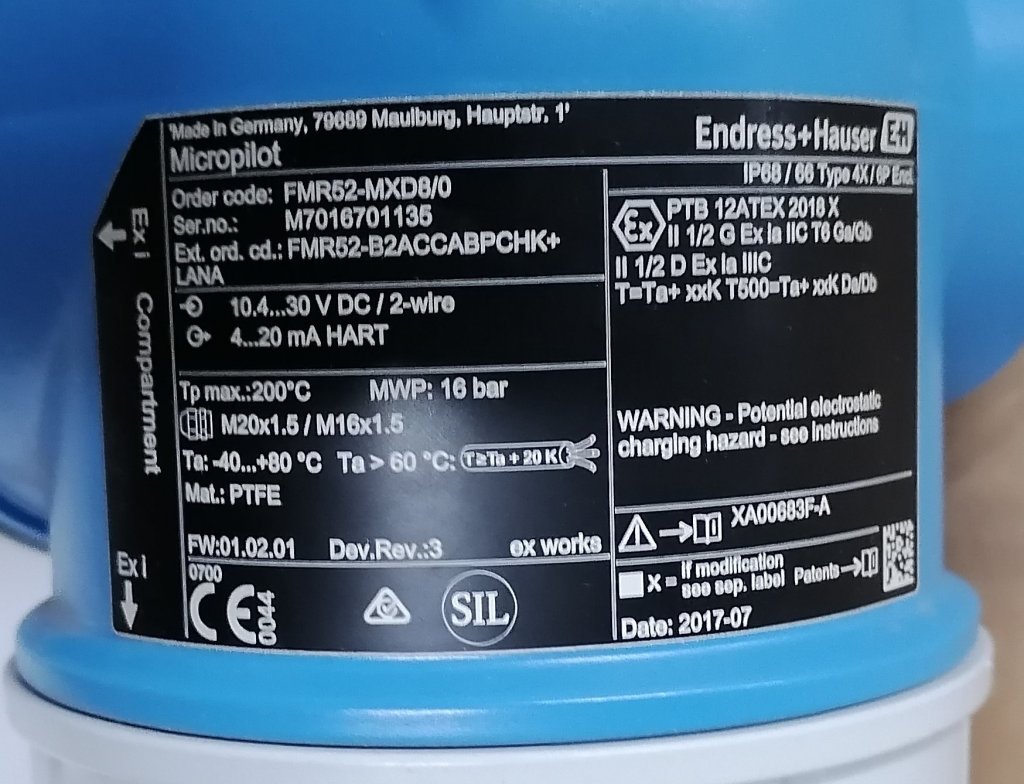 'Made in Germany, 79689 Maulburg, Hauptstr. 1'
Endress+Hauser EH
Micropilot
IP68 / 66 Type 4X/6P Encl.
Order code: FMR52-MXD8/0
Ser.no.: M7016701135
Ext. ord. cd.: FMR52-B2ACCABPCHK+
LANA
10.4...30 V DC / 2-wire
4...20 mA HART
Tp max.:200°C MWP: 16 bar
M20x1.5 / M16x1.5
Ta: -40...+80 °C Ta > 60 °C: T≥Ta + 20 K
Mat.: PTFE
FW:01.02.01 Dev.Rev.:3 ex works
0700
CE 0044
SIL
Ex PTB 12ATEX 2018 X
II 1/2 G Ex ia IIC T6 Ga/Gb
II 1/2 D Ex ia IIIC
T=Ta+ xxK T500=Ta+ xxK Da/Db
WARNING - Potential electrostatic
charging hazard - see Instructions
XA00683F-A
X = if modification
see sep. label
Patents
Date: 2017-07
Ex i
Compartment
Ex i